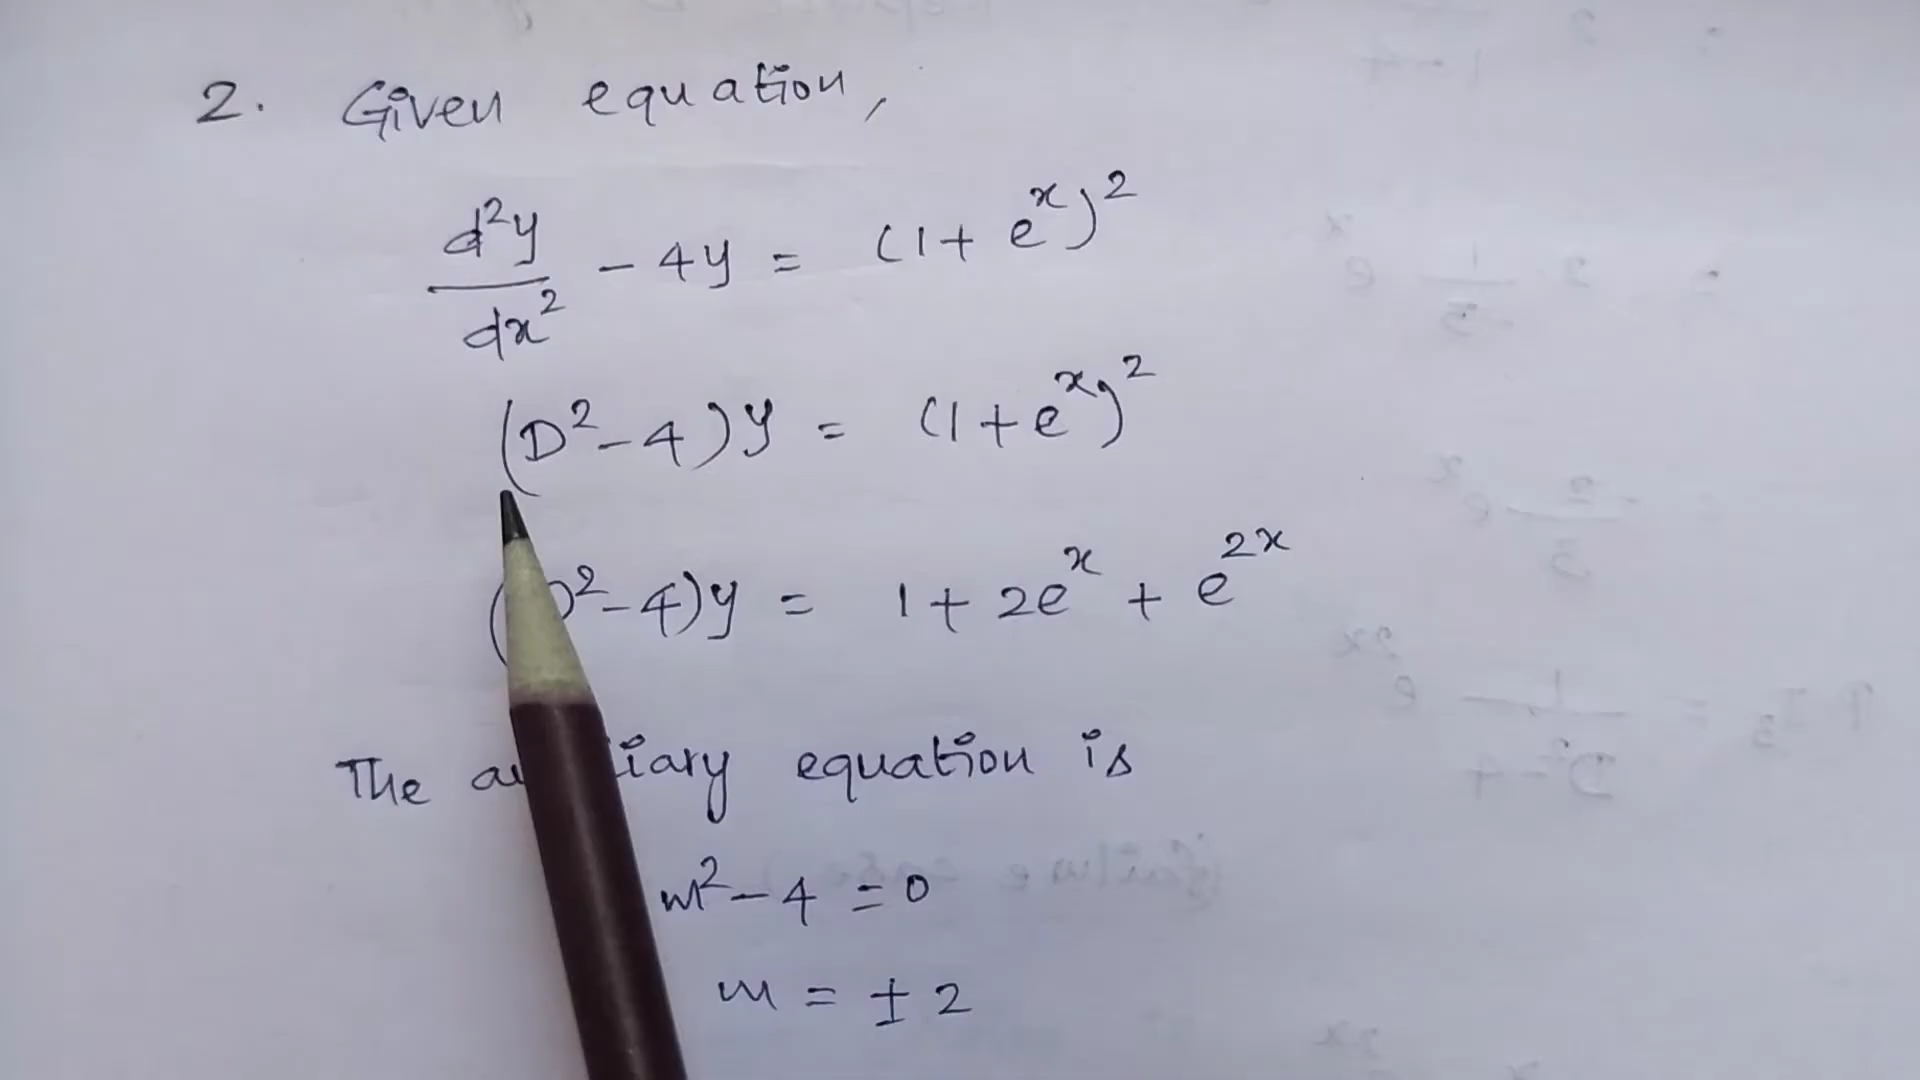 2. Given equation,
d²y/dx² - 4y = (1 + e^x)²
(D² - 4)y = (1 + e^x)²
² - 4)y = 1 + 2e^x + e^2x
The equation is
m² - 4 = 0
m = ± 2